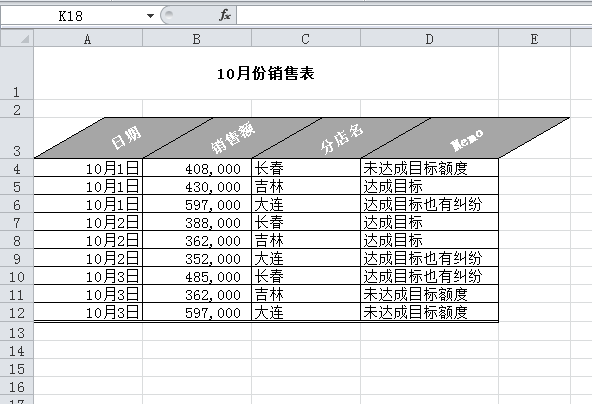 K18 fx
A B C D E
1 10月份销售表
2
3 日期 销售额 分店名 Memo
4 10月1日 408,000 长春 未达成目标额度
5 10月1日 430,000 吉林 达成目标
6 10月1日 597,000 大连 达成目标也有纠纷
7 10月2日 388,000 长春 达成目标
8 10月2日 362,000 吉林 达成目标
9 10月2日 352,000 大连 达成目标也有纠纷
10 10月3日 485,000 长春 达成目标也有纠纷
11 10月3日 362,000 吉林 未达成目标额度
12 10月3日 597,000 大连 未达成目标额度
13
14
15
16
17